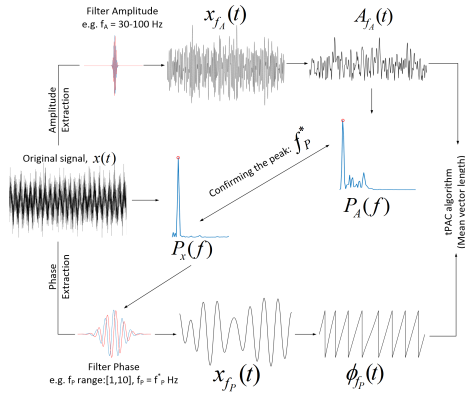 Filter Amplitude
e.g. f_A = 30-100 Hz
x_{f_A}(t)
A_{f_A}(t)
Amplitude
Extraction
Original signal, x(t)
Confirming the peak: f_P^*
P_x(f)
P_A(f)
tPAC algorithm
(Mean vector length)
Phase
Extraction
Filter Phase
e.g. f_P range:[1,10], f_P = f^*_P Hz
x_{f_P}(t)
ϕ_{f_P}(t)